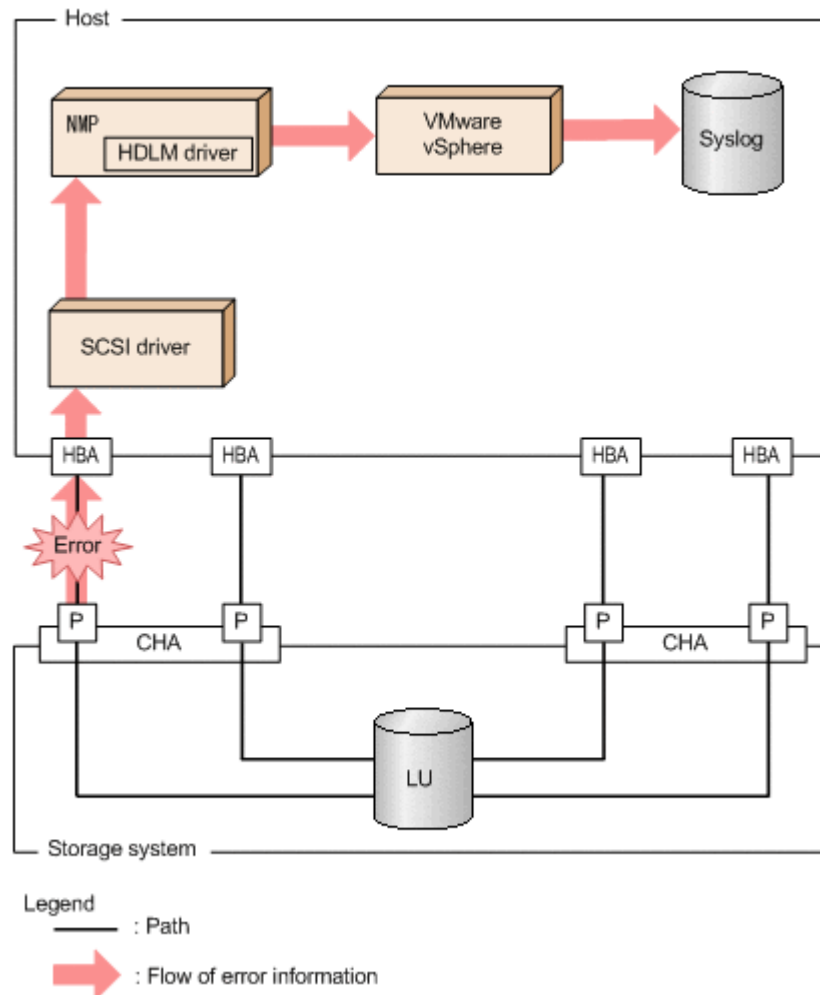 Host
NMP
HDLM driver
VMware
vSphere
Syslog
SCSI driver
HBA
HBA
HBA
HBA
Error
P
P
P
P
CHA
CHA
LU
Storage system
Legend
: Path
: Flow of error information